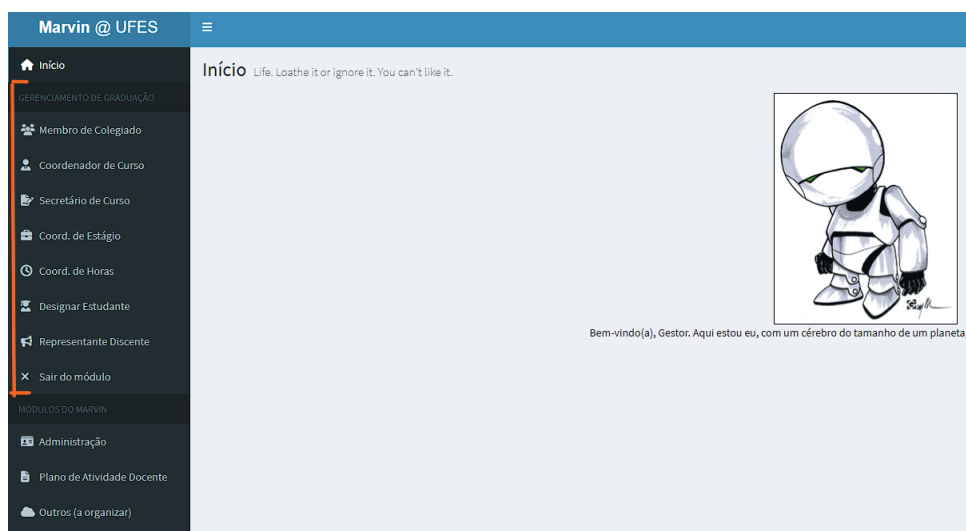 Marvin @ UFES
Início
GERENCIAMENTO DE GRADUAÇÃO
Membro de Colegiado
Coordenador de Curso
Secretário de Curso
Coord. de Estágio
Coord. de Horas
Designar Estudante
Representante Discente
Sair do módulo
MÓDULOS DO MARVIN
Administração
Plano de Atividade Docente
Outros (a organizar)
Início Life. Loathe it or ignore it. You can't like it.
Bem-vindo(a), Gestor. Aqui estou eu, com um cérebro do tamanho de um planeta,